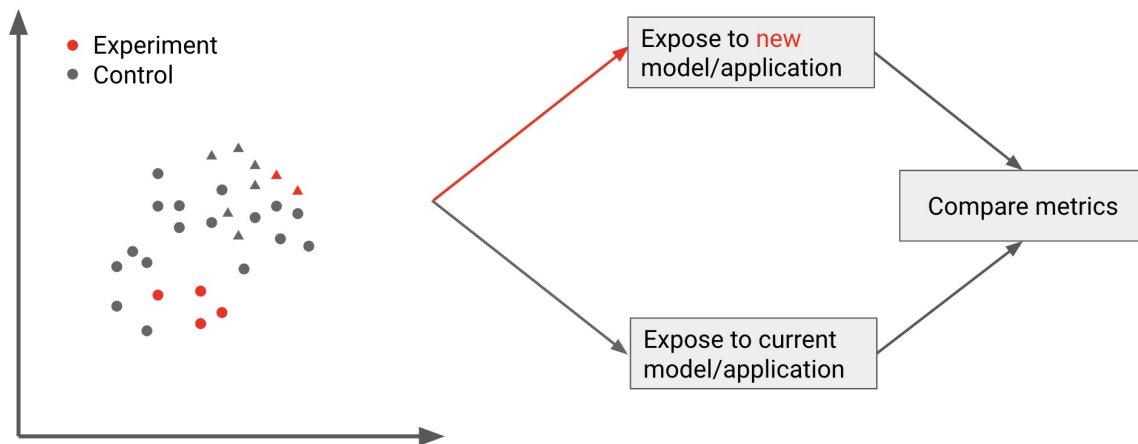 Experiment
Control
Expose to new
model/application
Compare metrics
Expose to current
model/application